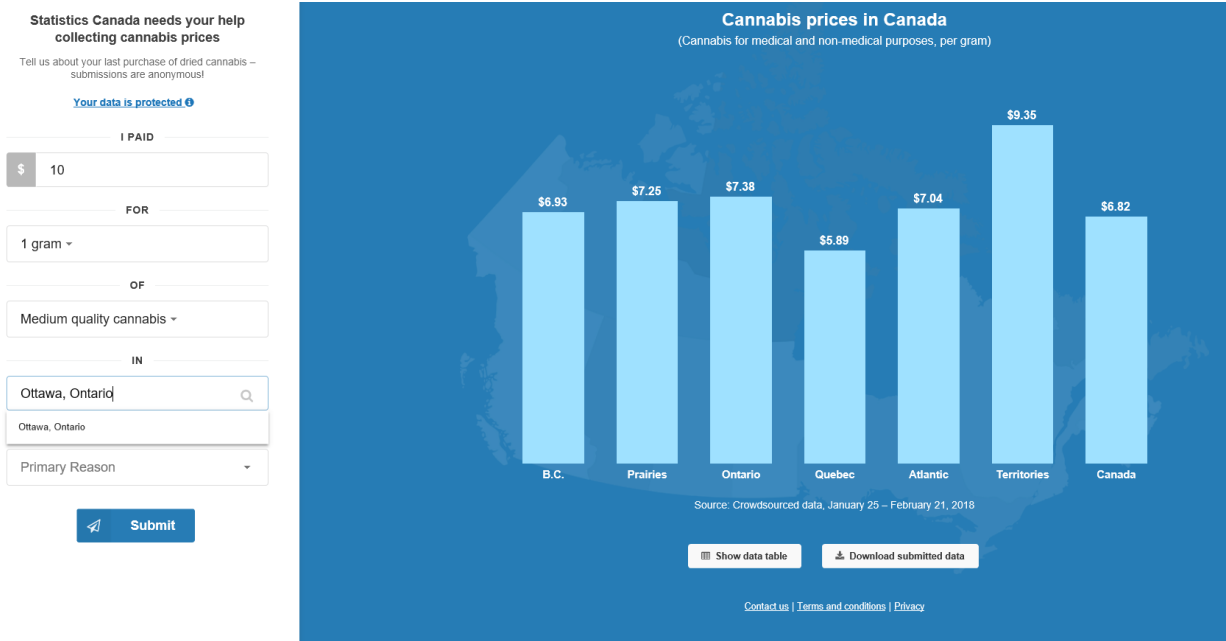 Statistics Canada needs your help
collecting cannabis prices
Tell us about your last purchase of dried cannabis –
submissions are anonymous!
Your data is protected
I PAID
$ 10
FOR
1 gram
OF
Medium quality cannabis
IN
Ottawa, Ontario
Ottawa, Ontario
Primary Reason
Submit
Cannabis prices in Canada
(Cannabis for medical and non-medical purposes, per gram)
$6.93 $7.25 $7.38 $5.89 $7.04 $9.35 $6.82
B.C. Prairies Ontario Quebec Atlantic Territories Canada
Source: Crowdsourced data, January 25 – February 21, 2018
Show data table Download submitted data
Contact us | Terms and conditions | Privacy